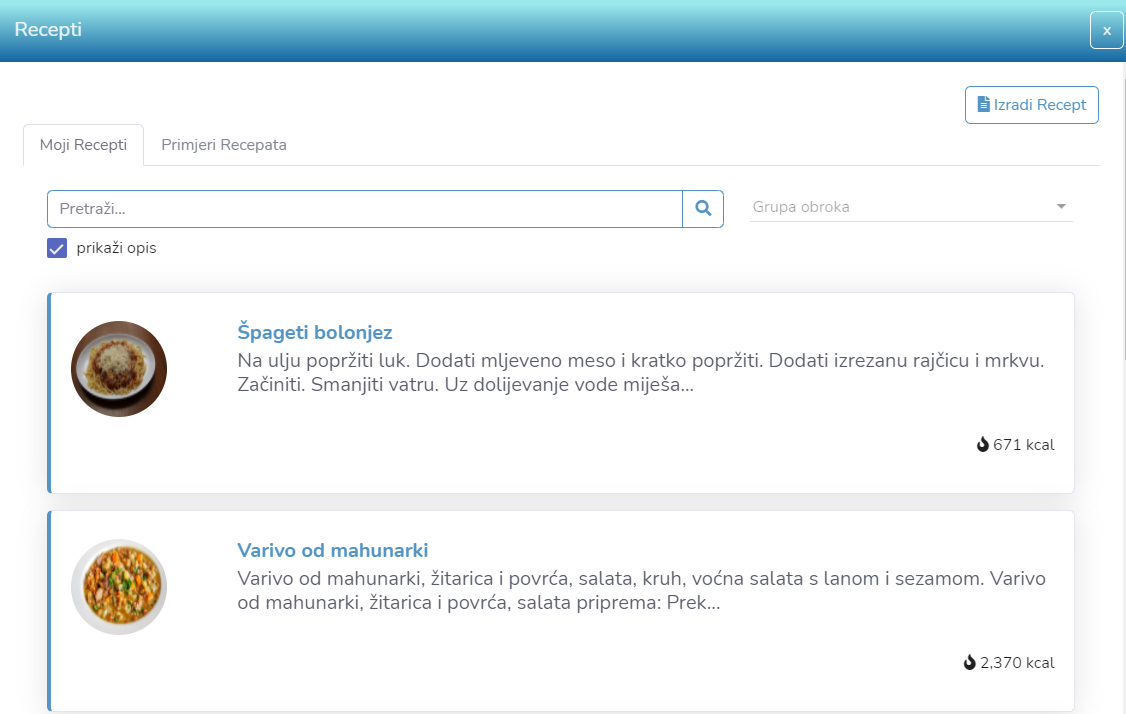 Recepti
x
Izradi Recept
Moji Recepti
Primjeri Recepata
Pretraži...
Grupa obroka
prikaži opis
Špageti bolonjez
Na ulju popržiti luk. Dodati mljeveno meso i kratko popržiti. Dodati izrezanu rajčicu i mrkvu.
Začiniti. Smanjiti vatru. Uz dolijevanje vode miješa...
671 kcal
Varivo od mahunarki
Varivo od mahunarki, žitarica i povrća, salata, kruh, voćna salata s lanom i sezamom. Varivo
od mahunarki, žitarica i povrća, salata priprema: Prek...
2,370 kcal